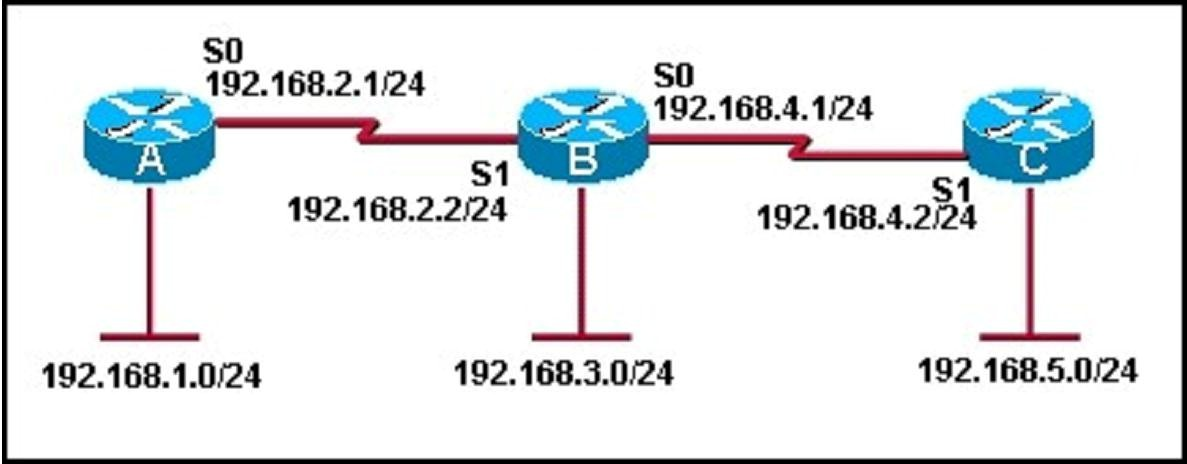 S0
192.168.2.1/24
S0
192.168.4.1/24
A
B
C
S1
192.168.2.2/24
S1
192.168.4.2/24
192.168.1.0/24
192.168.3.0/24
192.168.5.0/24